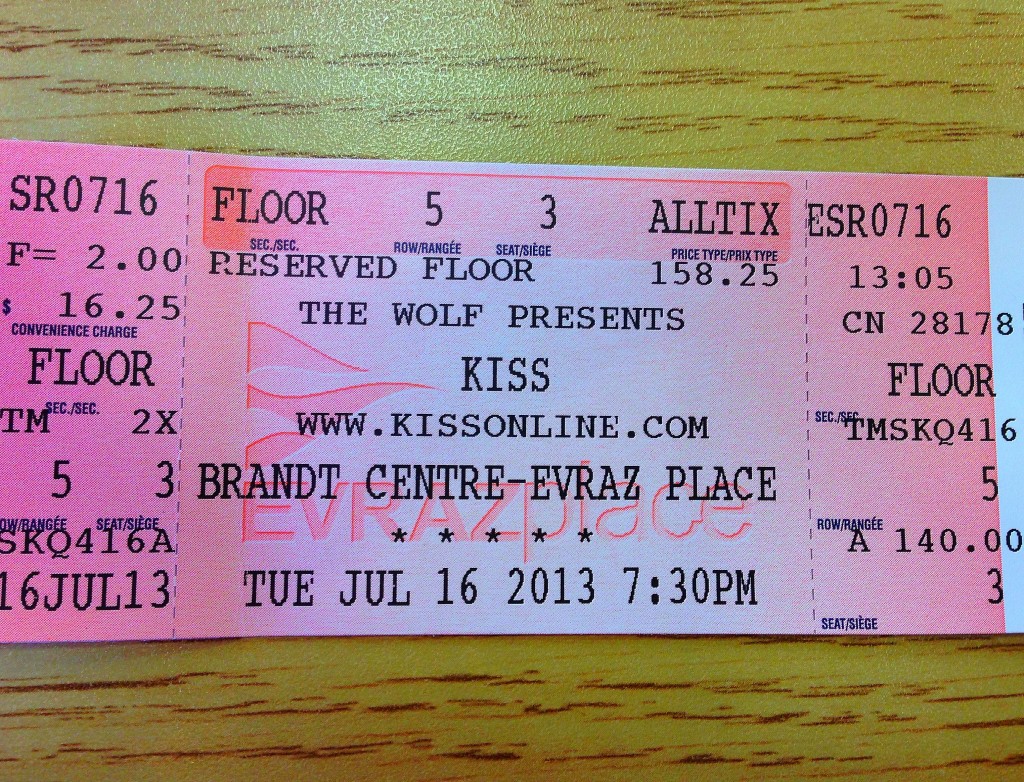 SR0716
F= 2.00
$ 16.25
CONVENIENCE CHARGE
FLOOR
SEC./SEC.
TM 2X
5 3
ROW/RANGÉE SEAT/SIÈGE
SKQ416A
16JUL13
FLOOR 5 3 ALLTIX
SEC./SEC. ROW/RANGÉE SEAT/SIÈGE PRICE TYPE/PRIX TYPE
RESERVED FLOOR 158.25
THE WOLF PRESENTS
KISS
WWW.KISSONLINE.COM
BRANDT CENTRE-EVRAZ PLACE
EVRAZplace
* * * * *
TUE JUL 16 2013 7:30PM
ESR0716
13:05
CN 28178
FLOOR
SEC./SEC.
TMSKQ416
5
ROW/RANGÉE
A 140.00
3
SEAT/SIÈGE